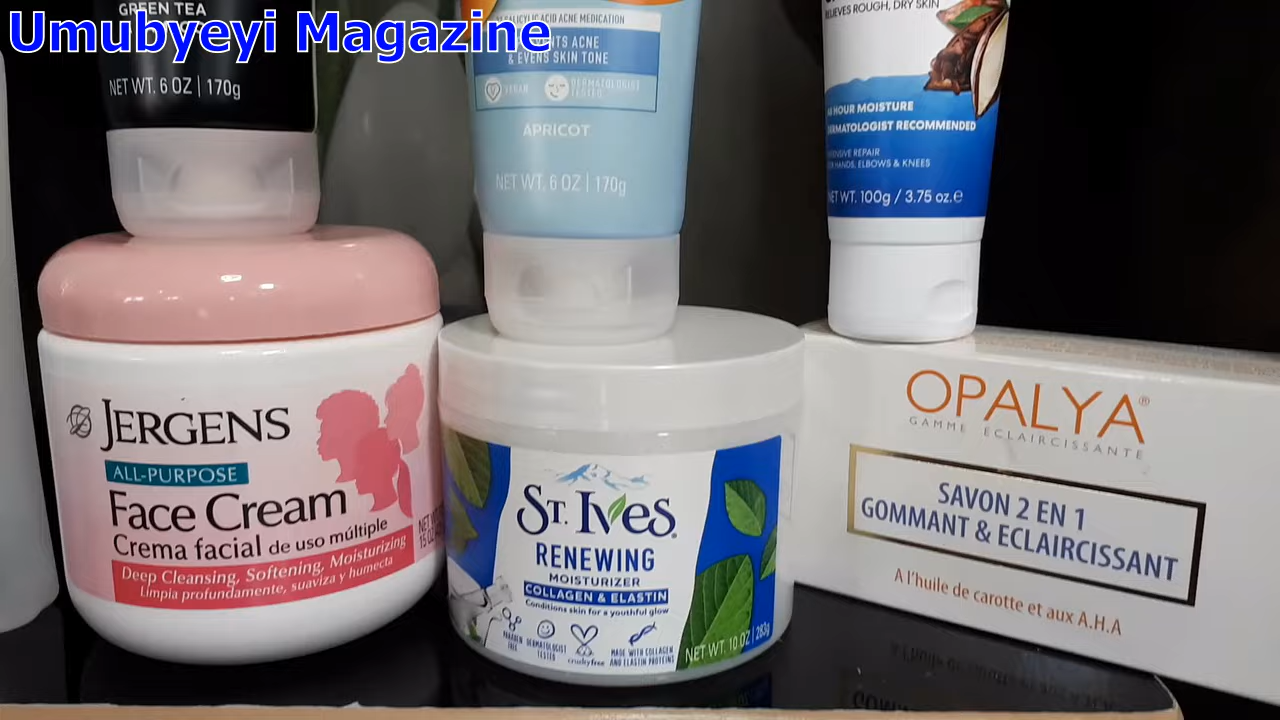 Umubyeyi Magazine
GREEN TEA
NET WT. 6 OZ | 170g
SALICYLIC ACID ACNE MEDICATION
ACNE
& EVENS SKIN TONE
VEGAN
DERMATOLOGIST
TESTED
APRICOT
NET WT. 6 OZ | 170g
RELIEVES ROUGH, DRY SKIN
HOUR MOISTURE
RECOMMENDED
REPAIR
HANDS, ELBOWS & KNEES
NET WT. 100g / 3.75 oz.e
JERGENS
ALL-PURPOSE
Face Cream
Crema facial de uso múltiple
Deep Cleansing, Softening, Moisturizing
Limpia profundamente, suaviza y humecta
ST. IVES®
RENEWING
MOISTURIZER
COLLAGEN & ELASTIN
Conditions skin for a youthful glow
PARABEN
FREE
DERMATOLOGIST
TESTED
cruelty free
MADE WITH COLLAGEN
AND ELASTIN PROTEINS
NET WT. 10 OZ | 283g
OPALYA®
GAMME ECLAIRCISSANTE
SAVON 2 EN 1
GOMMANT & ECLAIRCISSANT
A l'huile de carotte et aux A.H.A